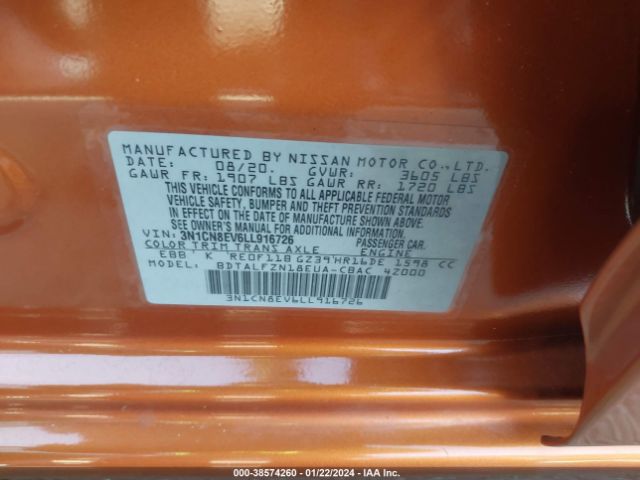 MANUFACTURED BY NISSAN MOTOR CO., LTD.
DATE: 08/20. GVWR: 3605 LBS
GAWR FR: 1907 LBS GAWR RR: 1720 LBS
THIS VEHICLE CONFORMS TO ALL APPLICABLE FEDERAL MOTOR
VEHICLE SAFETY, BUMPER AND THEFT PREVENTION STANDARDS
IN EFFECT ON THE DATE OF MANUFACTURE SHOWN ABOVE.
SEE OWNER'S MANUAL FOR ADDITIONAL INFORMATION.
VIN: 3N1CN8EV6LL916726 PASSENGER CAR.
COLOR TRIM TRANS AXLE ENGINE
EBB K RE0F11B GZ39 HR16DE 1598 CC
MODEL: BDTALFZN18EUA-CBAC 4Z000
3N1CN8EV6LL916726
000-38574260 - 01/22/2024 - IAA Inc.